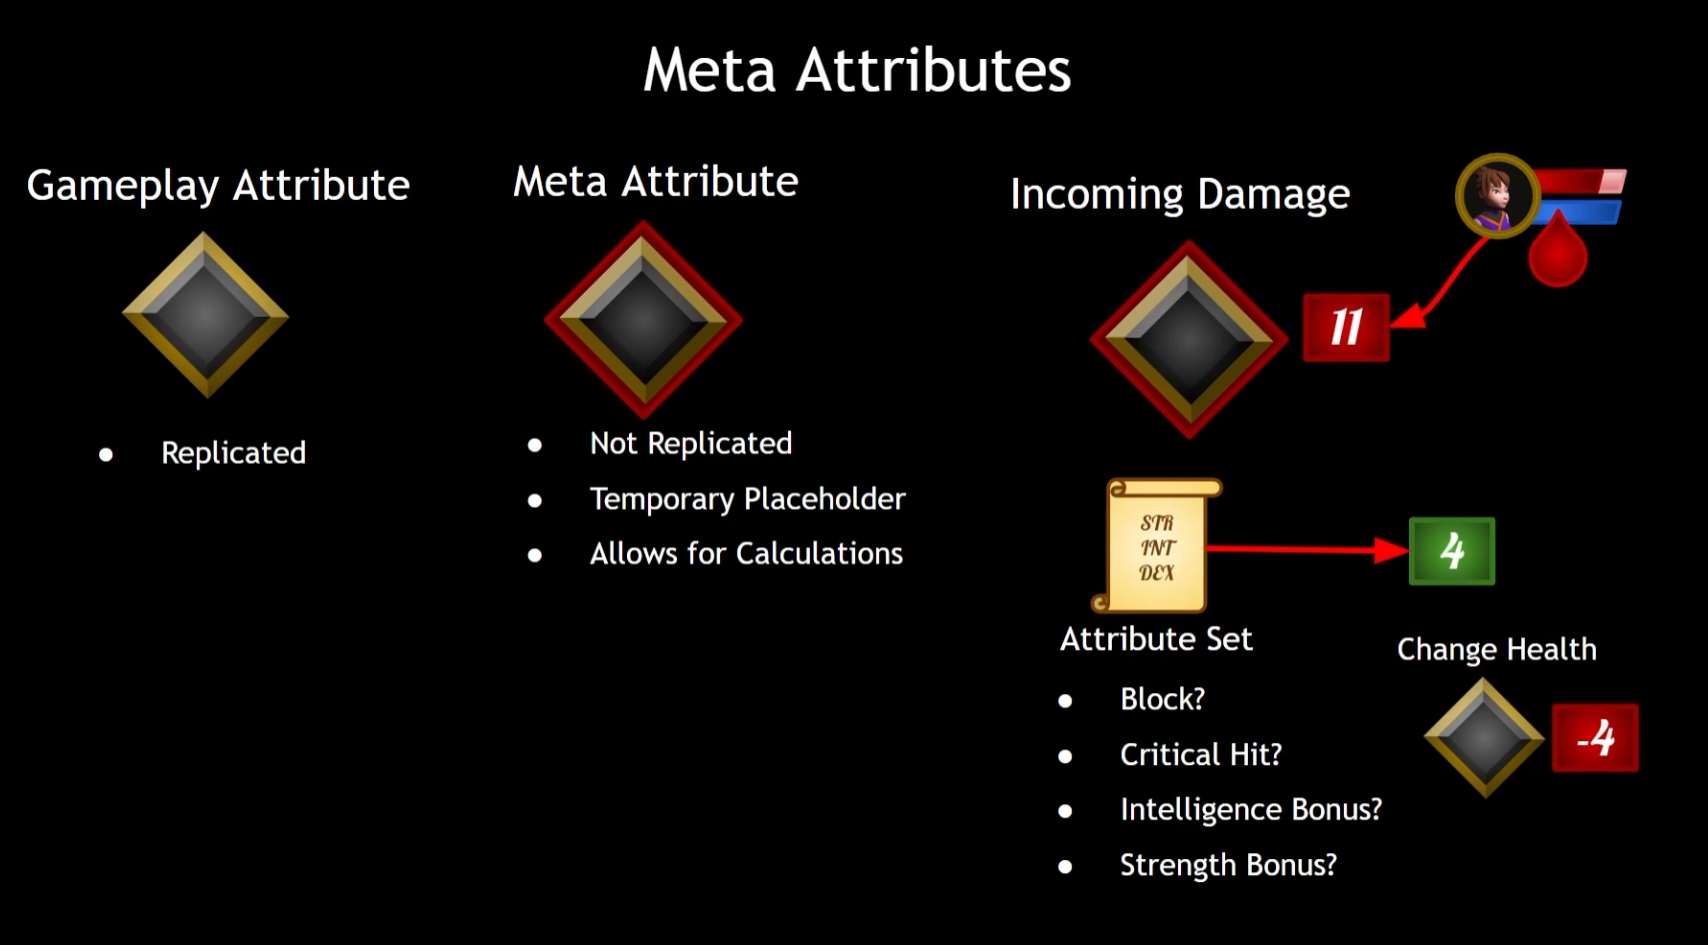 Meta Attributes
Gameplay Attribute
● Replicated
Meta Attribute
● Not Replicated
● Temporary Placeholder
● Allows for Calculations
Incoming Damage
11
STR
INT
DEX
4
Attribute Set
● Block?
● Critical Hit?
● Intelligence Bonus?
● Strength Bonus?
Change Health
-4